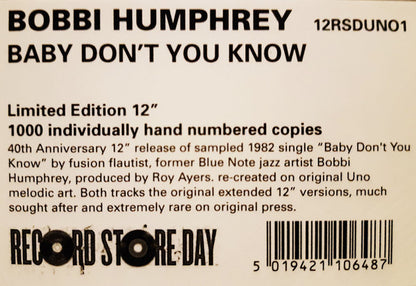 BOBBI HUMPHREY 12RSDUNO1
BABY DON'T YOU KNOW
Limited Edition 12"
1000 individually hand numbered copies
40th Anniversary 12" release of sampled 1982 single "Baby Don't You
Know" by fusion flautist, former Blue Note jazz artist Bobbi
Humphrey, produced by Roy Ayers. re-created on original Uno
melodic art. Both tracks the original extended 12" versions, much
sought after and extremely rare on original press.
RECORD STORE DAY
5 019421 106487